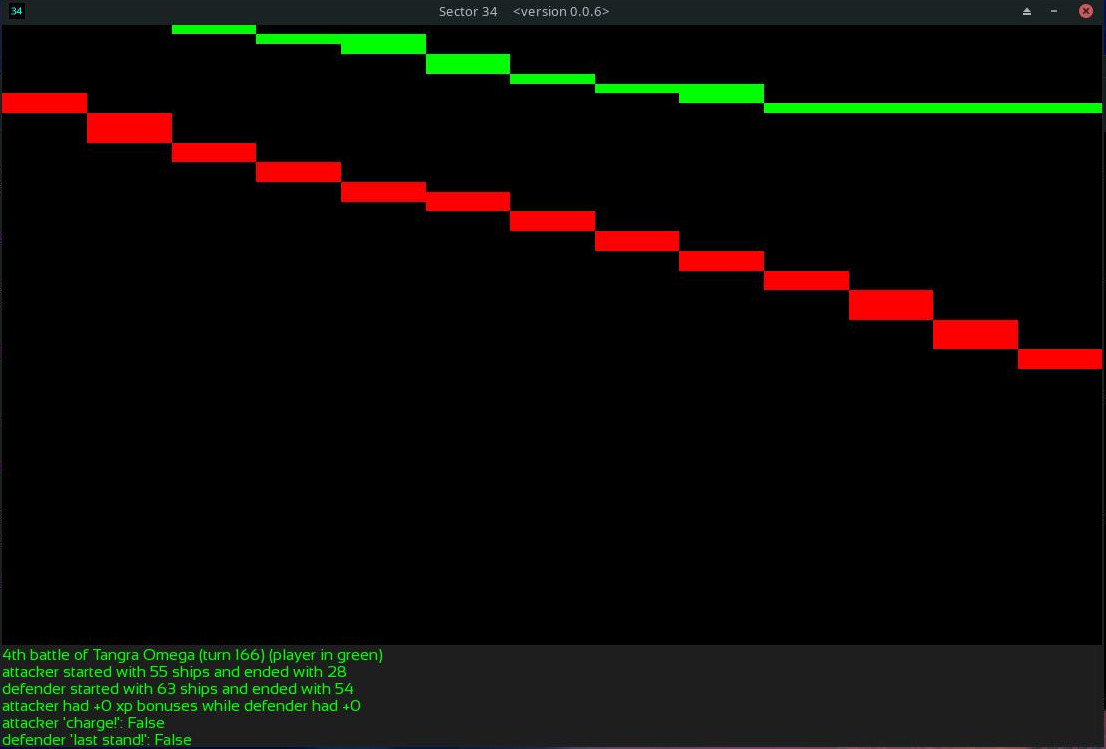 34
Sector 34 <version 0.0.6>
4th battle of Tangra Omega (turn 166) (player in green)
attacker started with 55 ships and ended with 28
defender started with 63 ships and ended with 54
attacker had +0 xp bonuses while defender had +0
attacker 'charge!': False
defender 'last stand!': False